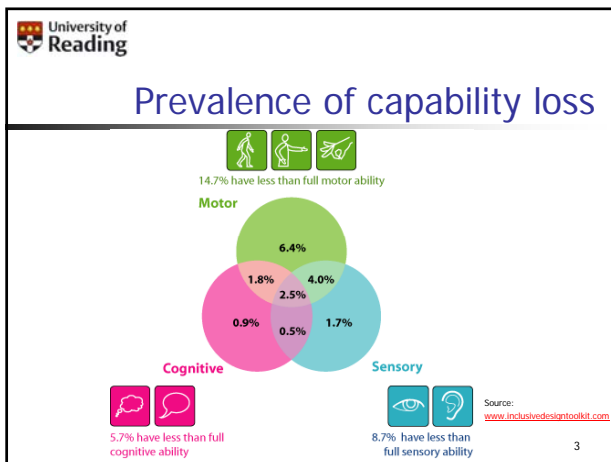 University of
Reading
Prevalence of capability loss
14.7% have less than full motor ability
Motor
6.4%
1.8%
4.0%
2.5%
0.9%
0.5%
1.7%
Cognitive
Sensory
5.7% have less than full
cognitive ability
8.7% have less than
full sensory ability
Source:
www.inclusivedesigntoolkit.com
3